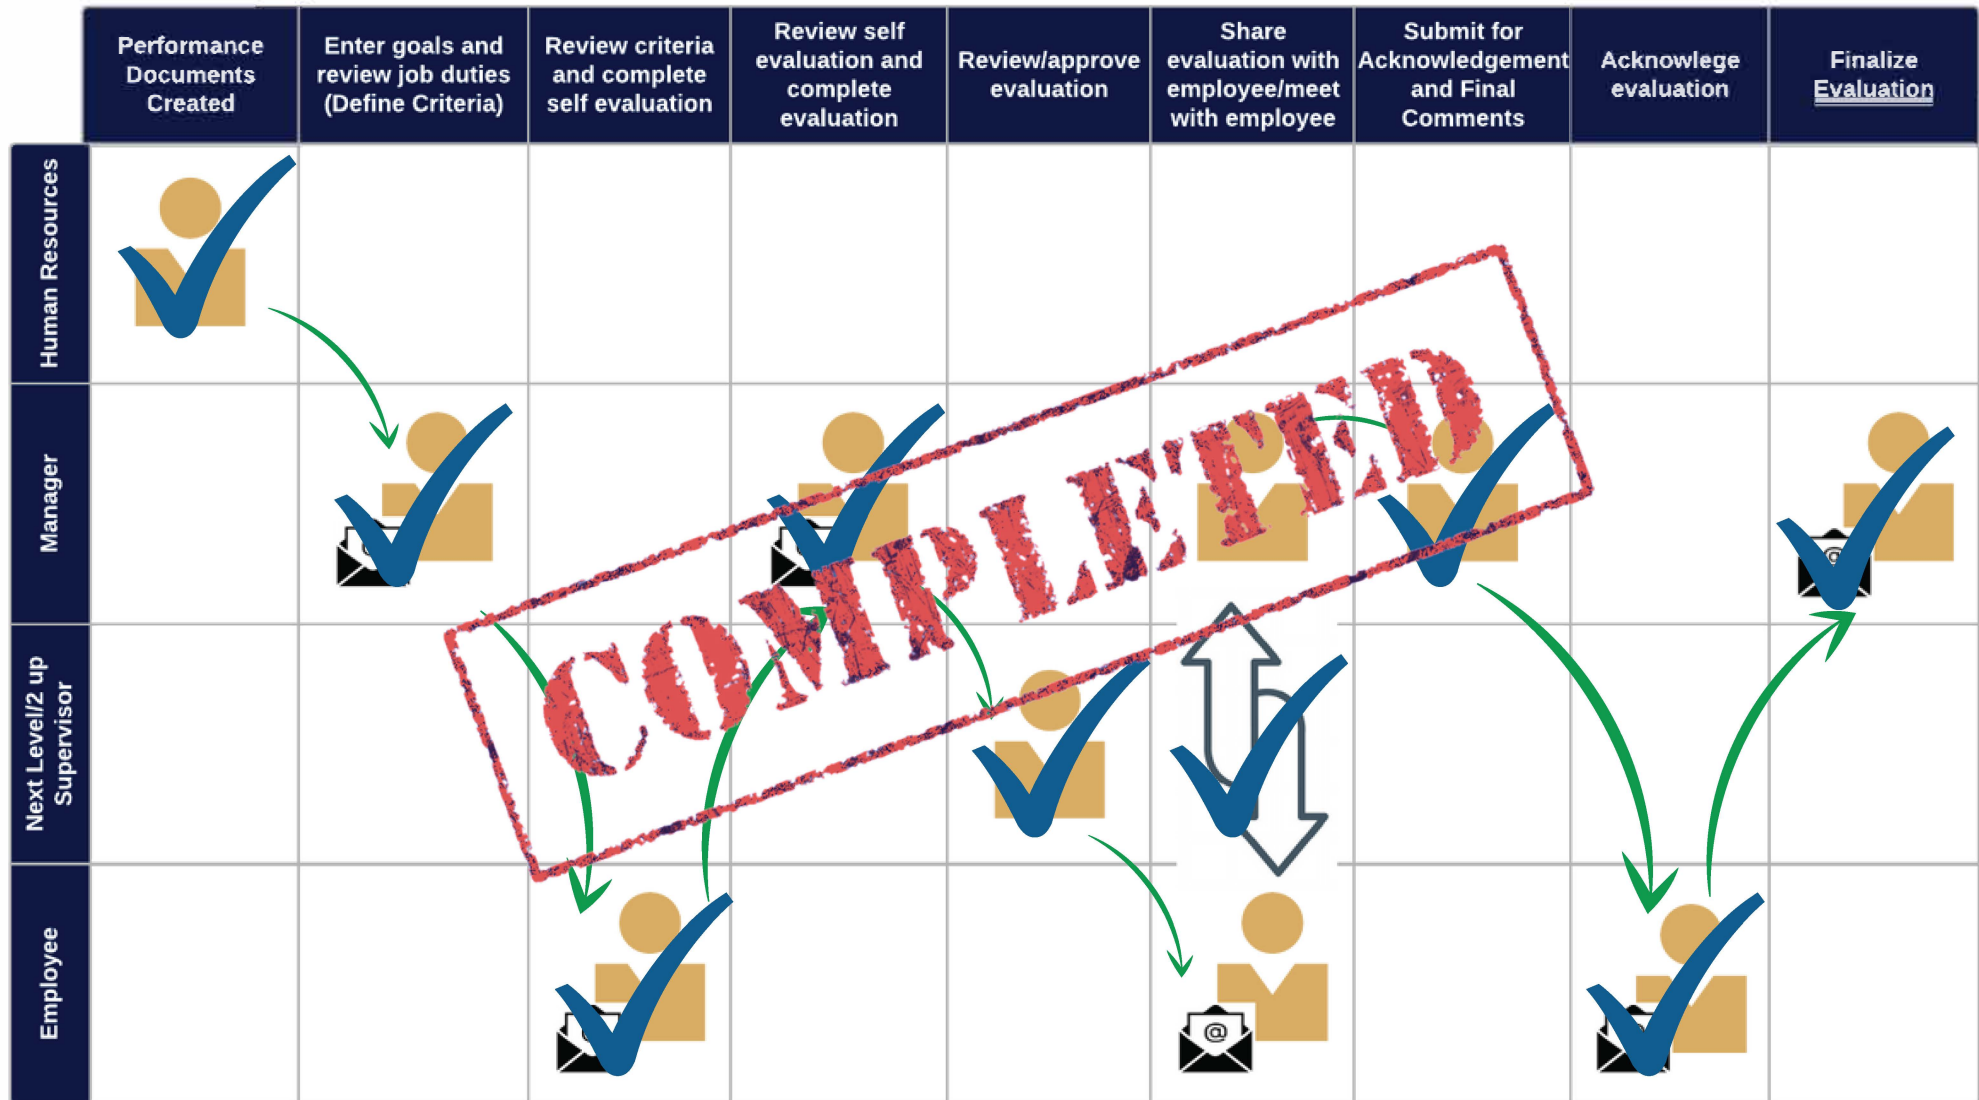 Performance
Documents
Created
Enter goals and
review job duties
(Define Criteria)
Review criteria
and complete
self evaluation
Review self
evaluation and
complete
evaluation
Review/approve
evaluation
Share
evaluation with
employee/meet
with employee
Submit for
Acknowledgement
and Final
Comments
Acknowlege
evaluation
Finalize
Evaluation
Human Resources
Manager
Next Level/2 up
Supervisor
Employee
COMPLETED
@
@
@
@
@